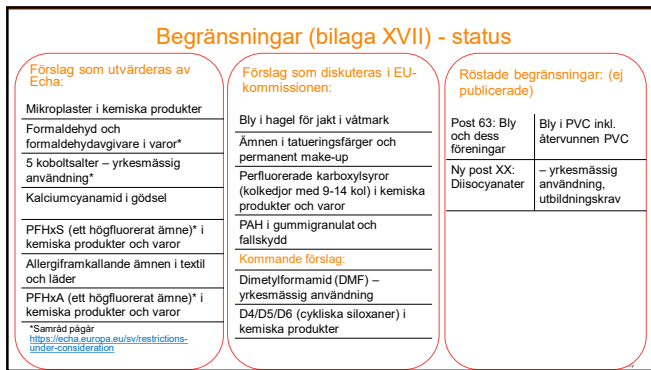 Begränsningar (bilaga XVII) - status
Förslag som utvärderas av
Echa:
Mikroplaster i kemiska produkter
Formaldehyd och
formaldehydavgivare i varor*
5 koboltsalter – yrkesmässig
användning*
Kalciumcyanamid i gödsel
PFHxS (ett högfluorerat ämne)* i
kemiska produkter och varor
Allergiframkallande ämnen i textil
och läder
PFHxA (ett högfluorerat ämne)* i
kemiska produkter och varor
*Samråd pågår
https://echa.europa.eu/sv/restrictions-
under-consideration
Förslag som diskuteras i EU-
kommissionen:
Bly i hagel för jakt i våtmark
Ämnen i tatueringsfärger och
permanent make-up
Perfluorerade karboxylsyror
(kolkedjor med 9-14 kol) i kemiska
produkter och varor
PAH i gummigranulat och
fallskydd
Kommande förslag:
Dimetylformamid (DMF) –
yrkesmässig användning
D4/D5/D6 (cykliska siloxaner) i
kemiska produkter
Röstade begränsningar: (ej
publicerade)
Post 63: Bly
och dess
föreningar
Bly i PVC inkl.
återvunnen PVC
Ny post XX:
Diisocyanater
– yrkesmässig
användning,
utbildningskrav